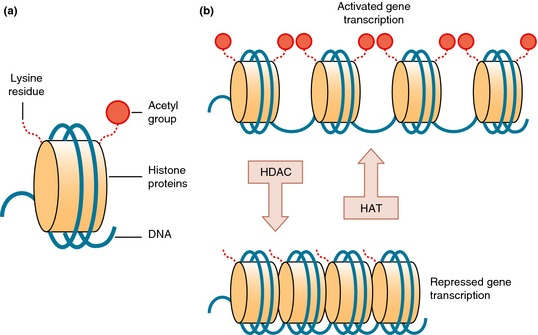 (a)
Lysine
residue
Acetyl
group
Histone
proteins
DNA
(b)
Activated gene
transcription
HDAC
HAT
Repressed gene
transcription